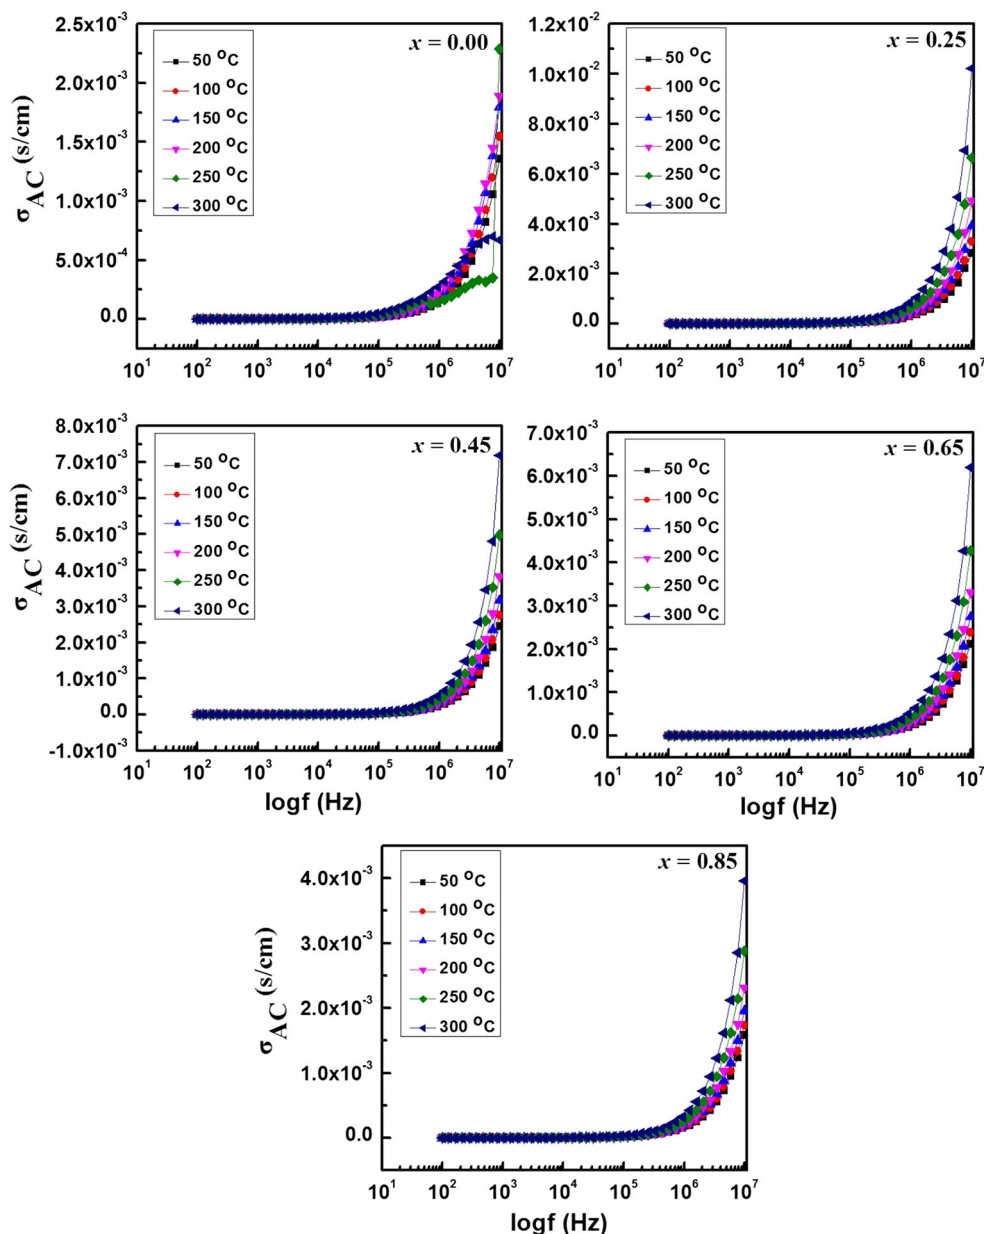 2.5x10⁻³
2.0x10⁻³
1.5x10⁻³
1.0x10⁻³
5.0x10⁻⁴
0.0
σAC (s/cm)
x = 0.00
50 °C
100 °C
150 °C
200 °C
250 °C
300 °C
10¹ 10² 10³ 10⁴ 10⁵ 10⁶ 10⁷
1.2x10⁻²
1.0x10⁻²
8.0x10⁻³
6.0x10⁻³
4.0x10⁻³
2.0x10⁻³
0.0
x = 0.25
50 °C
100 °C
150 °C
200 °C
250 °C
300 °C
10¹ 10² 10³ 10⁴ 10⁵ 10⁶ 10⁷
8.0x10⁻³
7.0x10⁻³
6.0x10⁻³
5.0x10⁻³
4.0x10⁻³
3.0x10⁻³
2.0x10⁻³
1.0x10⁻³
0.0
-1.0x10⁻³
σAC (s/cm)
x = 0.45
50 °C
100 °C
150 °C
200 °C
250 °C
300 °C
10¹ 10² 10³ 10⁴ 10⁵ 10⁶ 10⁷
logf (Hz)
7.0x10⁻³
6.0x10⁻³
5.0x10⁻³
4.0x10⁻³
3.0x10⁻³
2.0x10⁻³
1.0x10⁻³
0.0
x = 0.65
50 °C
100 °C
150 °C
200 °C
250 °C
300 °C
10¹ 10² 10³ 10⁴ 10⁵ 10⁶ 10⁷
logf (Hz)
4.0x10⁻³
3.0x10⁻³
2.0x10⁻³
1.0x10⁻³
0.0
σAC (s/cm)
x = 0.85
50 °C
100 °C
150 °C
200 °C
250 °C
300 °C
10¹ 10² 10³ 10⁴ 10⁵ 10⁶ 10⁷
logf (Hz)